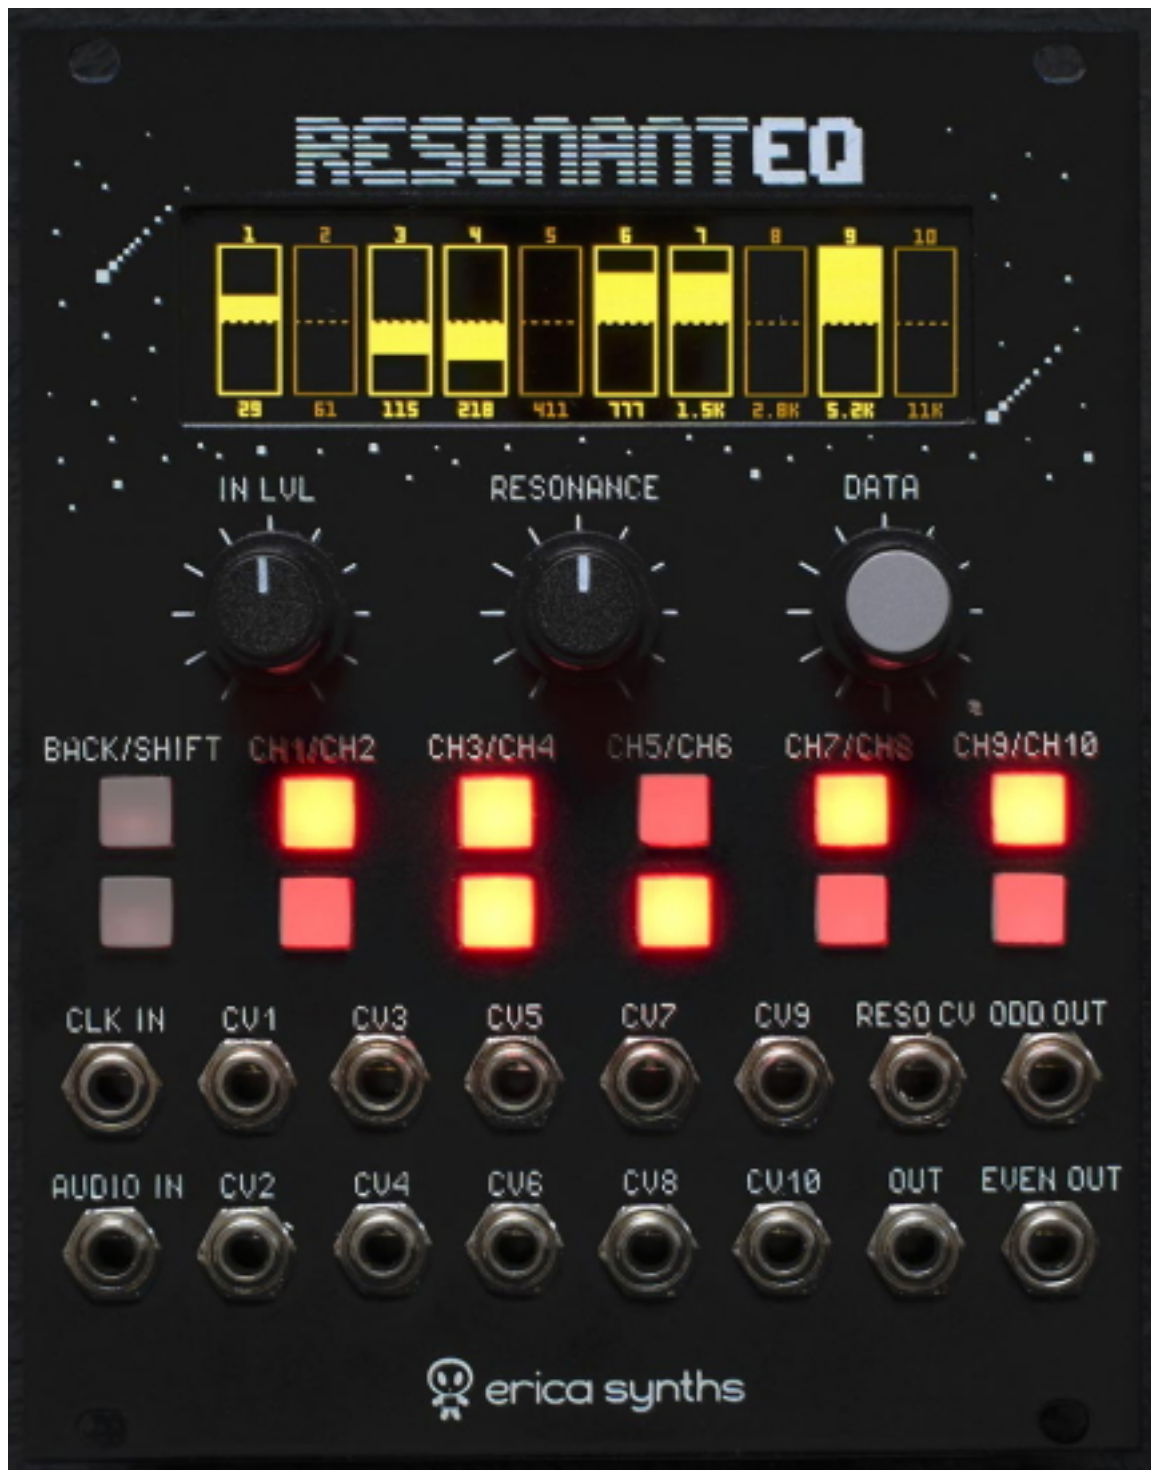 RESONANTEQ
1 2 3 4 5 6 7 8 9 10
29 61 115 218 411 777 1.5K 2.8K 5.2K 11K
IN LVL RESONANCE DATA
BACK/SHIFT CH1/CH2 CH3/CH4 CH5/CH6 CH7/CH8 CH9/CH10
CLK IN CV1 CV3 CV5 CV7 CV9 RESO CV ODD OUT
AUDIO IN CV2 CV4 CV6 CV8 CV10 OUT EVEN OUT
erica synths